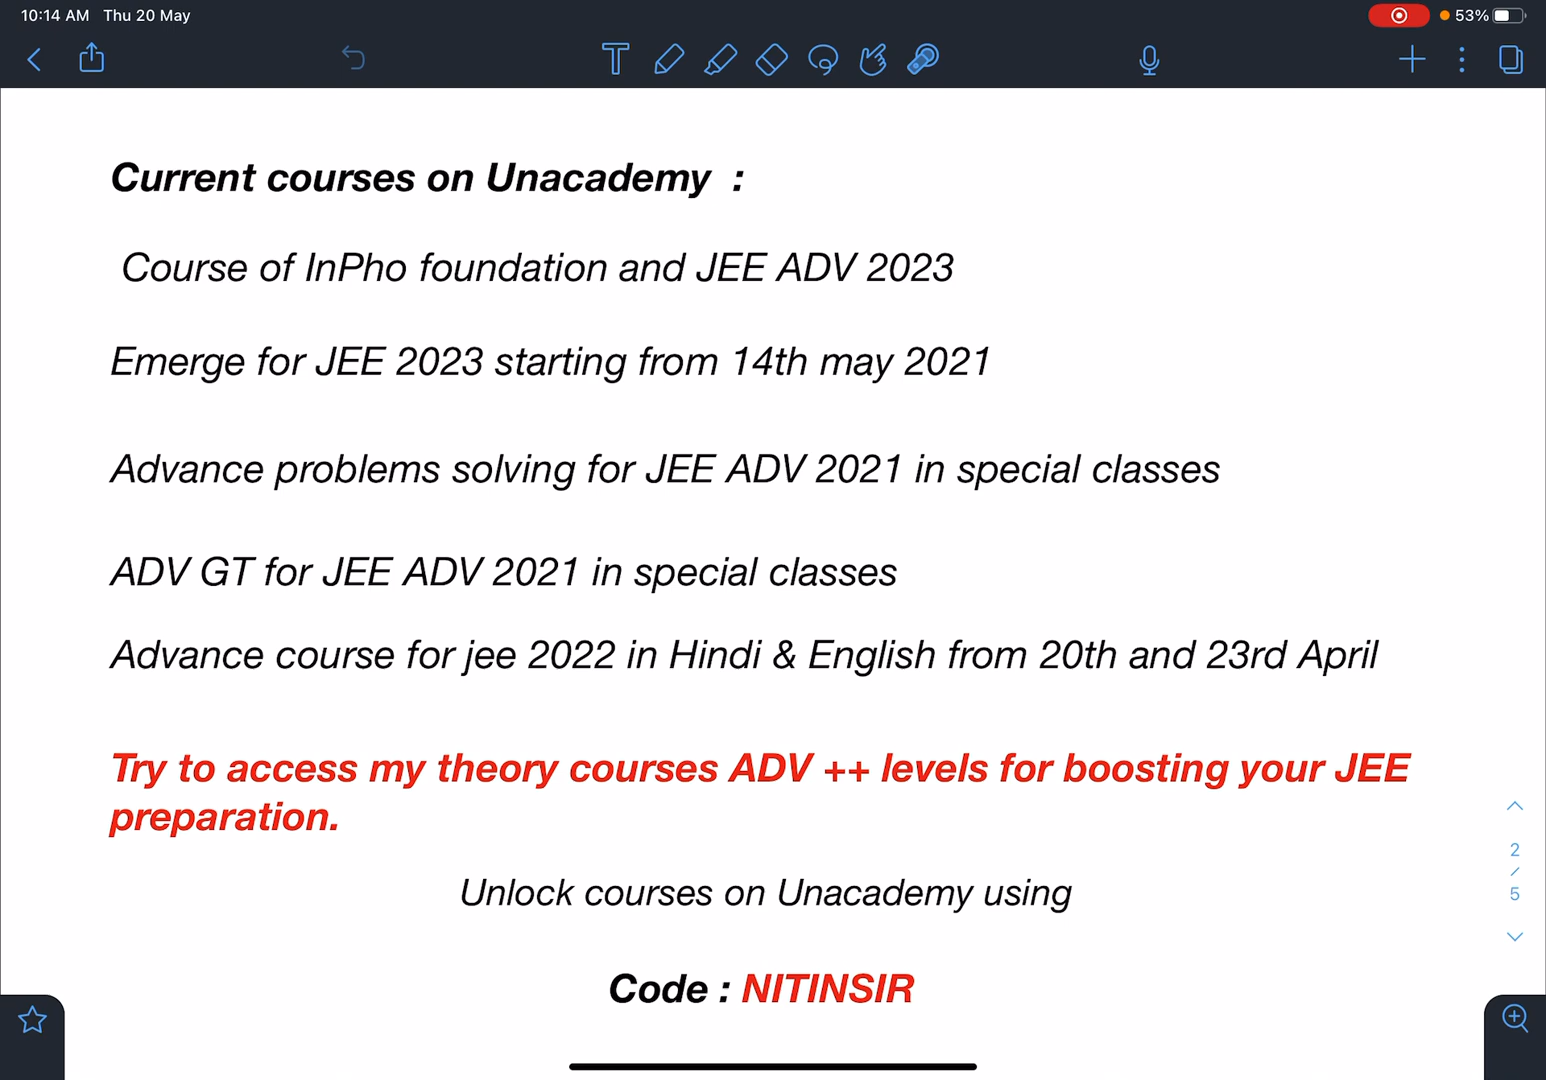 10:14 AM Thu 20 May
53%
Current courses on Unacademy :
Course of InPho foundation and JEE ADV 2023
Emerge for JEE 2023 starting from 14th may 2021
Advance problems solving for JEE ADV 2021 in special classes
ADV GT for JEE ADV 2021 in special classes
Advance course for jee 2022 in Hindi & English from 20th and 23rd April
Try to access my theory courses ADV ++ levels for boosting your JEE
preparation.
2
/
5
Unlock courses on Unacademy using
Code : NITINSIR